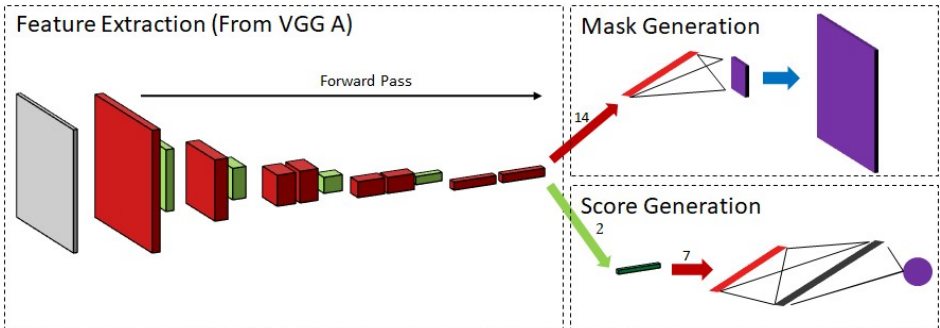 Feature Extraction (From VGG A)
Forward Pass
Mask Generation
14
Score Generation
2
7